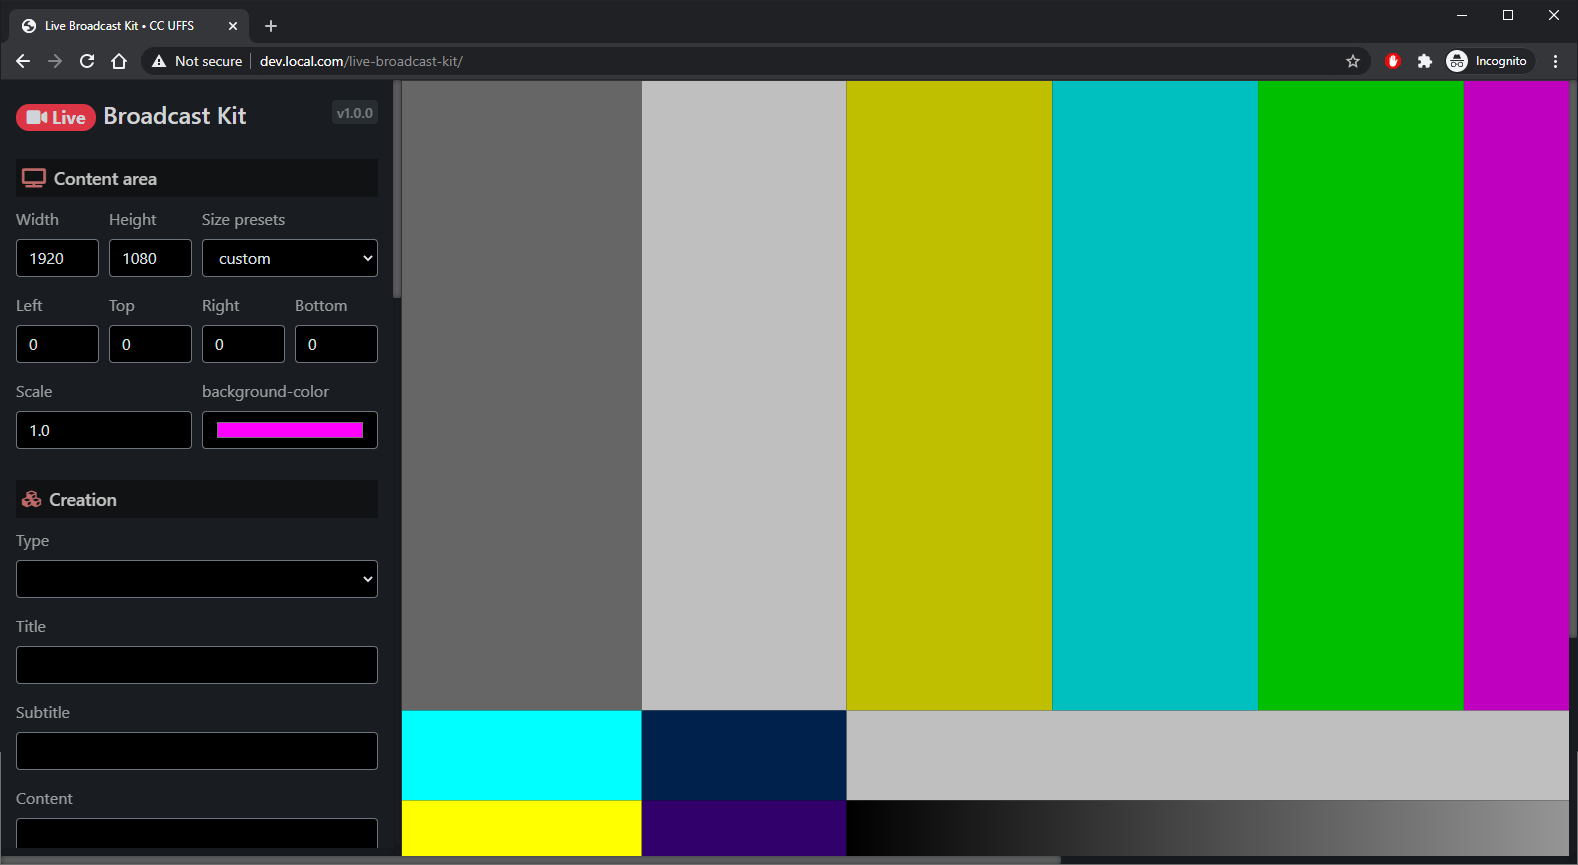 Live Broadcast Kit • CC UFFS
Not secure dev.local.com/live-broadcast-kit/ Incognito
Live Broadcast Kit v1.0.0
Content area
Width Height Size presets
1920 1080 custom
Left Top Right Bottom
0 0 0 0
Scale background-color
1.0
Creation
Type
Title
Subtitle
Content